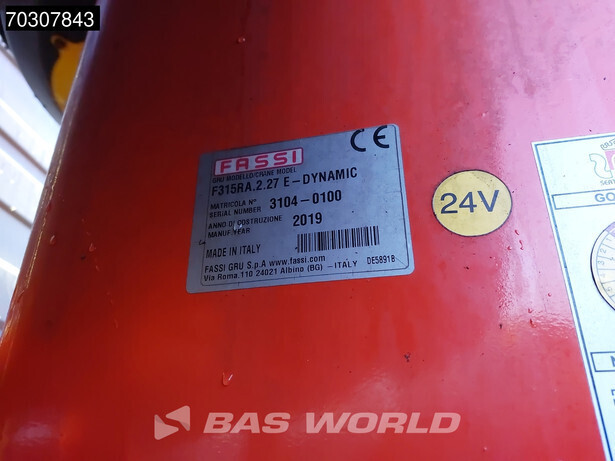 70307843
FASSI
CE
GRU MODELLO/CRANE MODEL
F315RA.2.27 E-DYNAMIC
MATRICOLA N°
SERIAL NUMBER
3104-0100
ANNO DI COSTRUZIONE
MANUF.YEAR
2019
MADE IN ITALY
FASSI GRU S.p.A www.fassi.com
Via Roma.110 24021 Albino (BG) -ITALY
DE5891B
24V
BAS WORLD